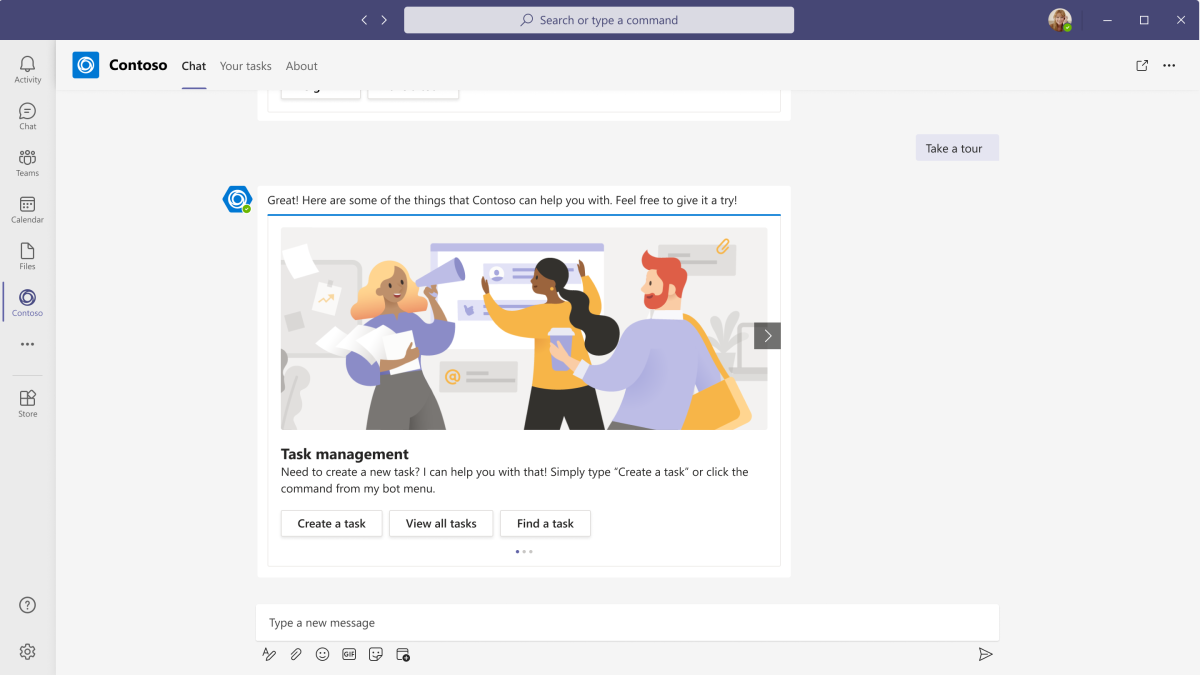 Search or type a command
Activity
Chat
Teams
Calendar
Files
Contoso
Store
Contoso Chat Your tasks About
Take a tour
Great! Here are some of the things that Contoso can help you with. Feel free to give it a try!
@
Task management
Need to create a new task? I can help you with that! Simply type “Create a task” or click the
command from my bot menu.
Create a task View all tasks Find a task
Type a new message
GIF